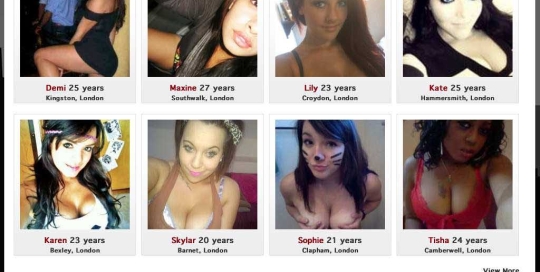 Demi 25 years
Kingston, London
Maxine 27 years
Southwalk, London
Lily 23 years
Croydon, London
Kate 25 years
Hammersmith, London
Karen 23 years
Bexley, London
Skylar 20 years
Barnet, London
Sophie 21 years
Clapham, London
Tisha 24 years
Camberwell, London
View More